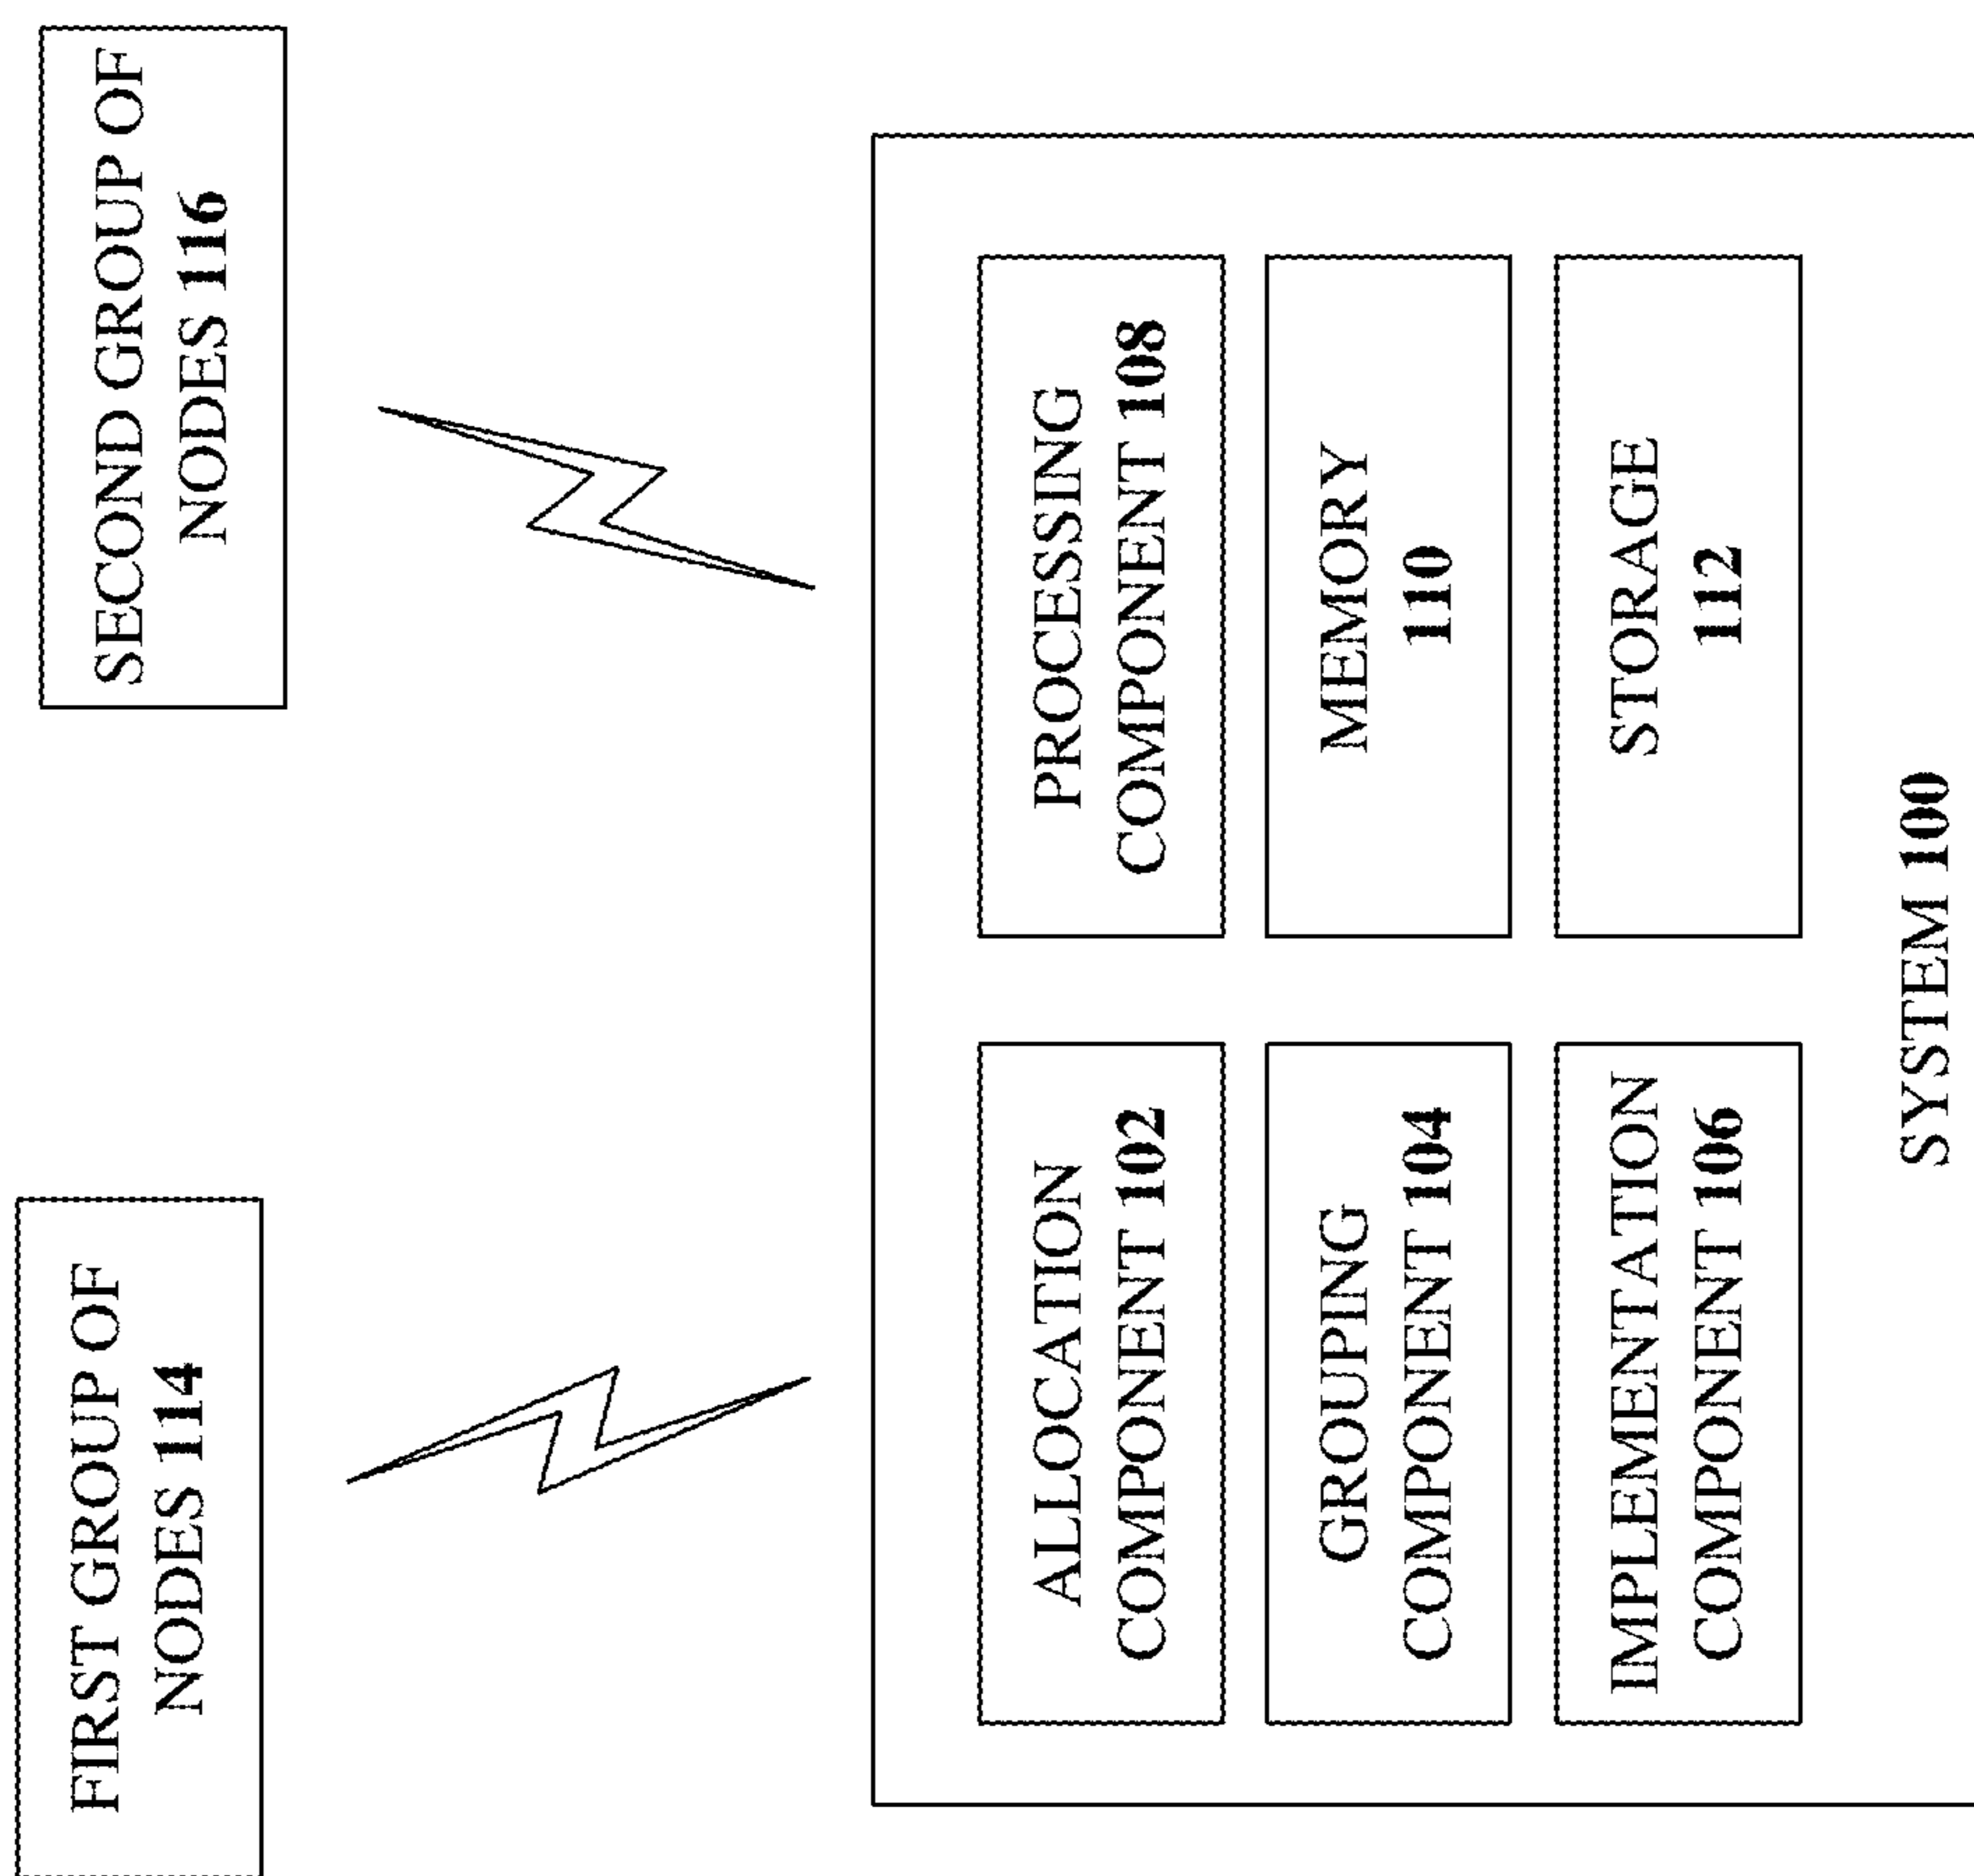 FIRST GROUP OF
NODES 114
SECOND GROUP OF
NODES 116
ALLOCATION
COMPONENT 102
PROCESSING
COMPONENT 108
GROUPING
COMPONENT 104
MEMORY
110
IMPLEMENTATION
COMPONENT 106
STORAGE
112
SYSTEM 100